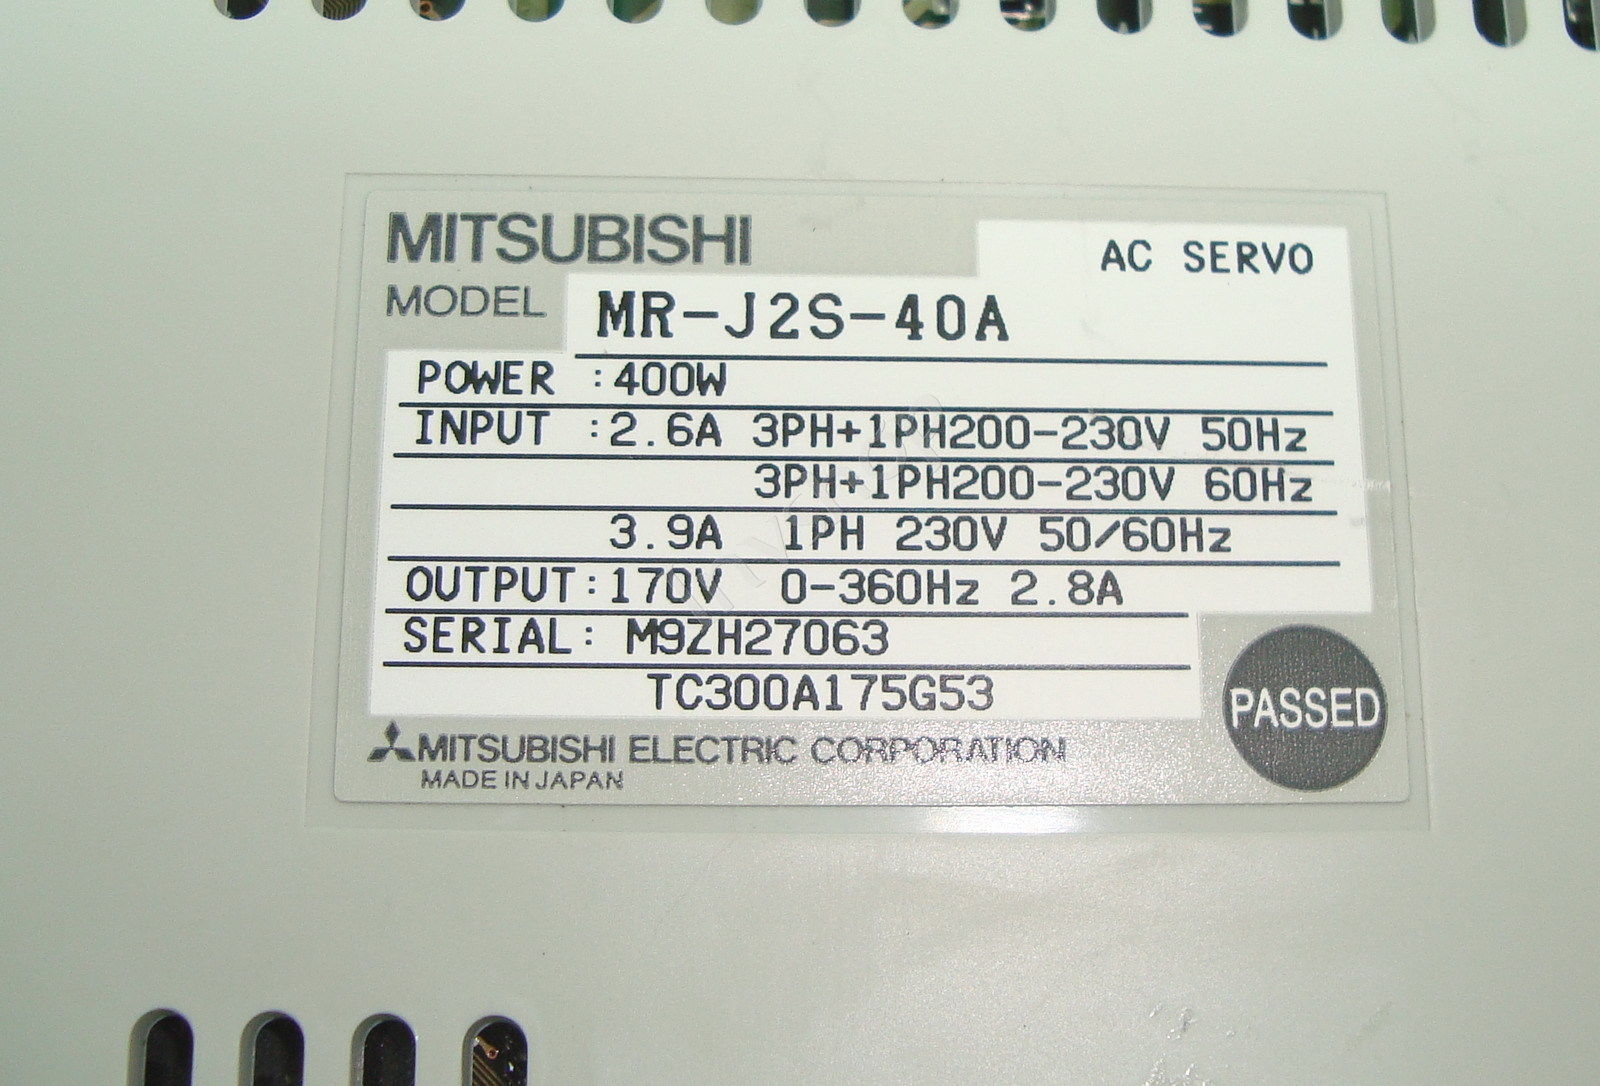 MITSUBISHI
AC SERVO
MODEL MR-J2S-40A
POWER :400W
INPUT :2.6A 3PH+1PH200-230V 50Hz
3PH+1PH200-230V 60Hz
3.9A 1PH 230V 50/60Hz
OUTPUT:170V 0-360Hz 2.8A
SERIAL: M9ZH27063
TC300A175G53
PASSED
MITSUBISHI ELECTRIC CORPORATION
MADE IN JAPAN